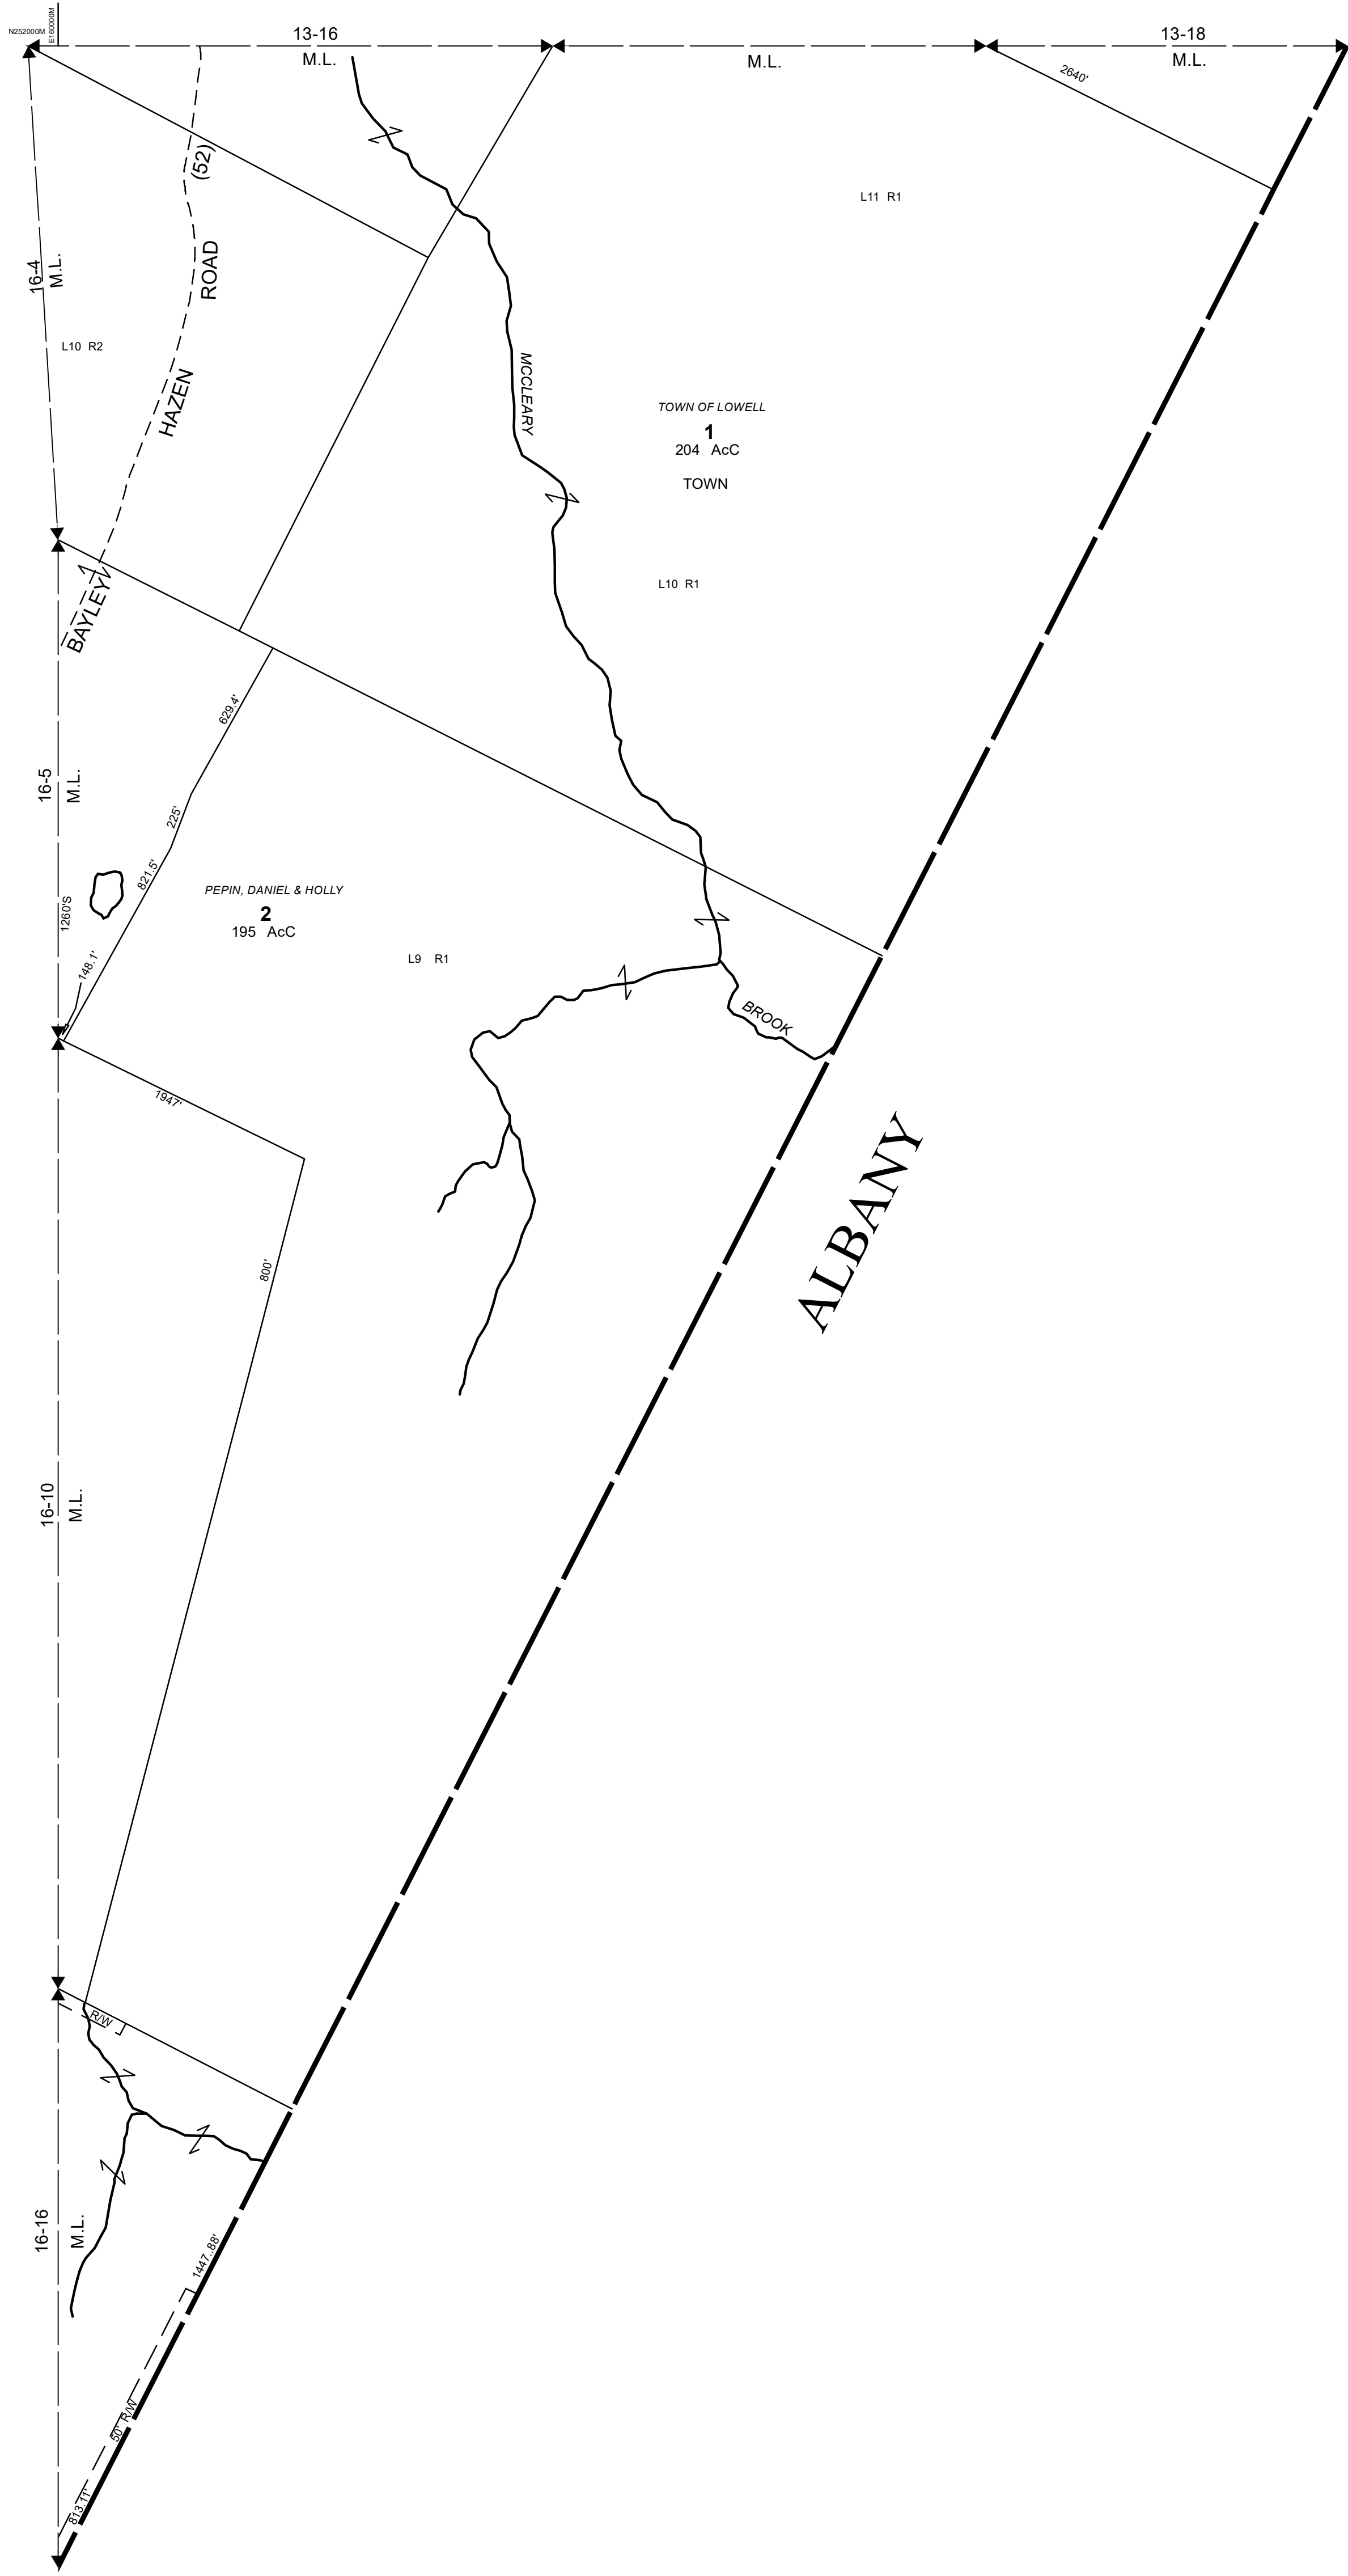 N252000M
E160000M
13-16
M.L.
M.L.
13-18
M.L.
2640'
(52)
L11 R1
ROAD
16-4
M.L.
L10 R2
HAZEN
MCCLEARY
TOWN OF LOWELL
1
204 AcC
TOWN
L10 R1
BAYLEY
629.4'
16-5
M.L.
225'
821.5'
1260'S
PEPIN, DANIEL & HOLLY
2
195 AcC
L9 R1
148.1'
BROOK
1947'
ALBANY
800'
16-10
M.L.
R/W
16-16
M.L.
1447..88'
50' R/W
813.11'